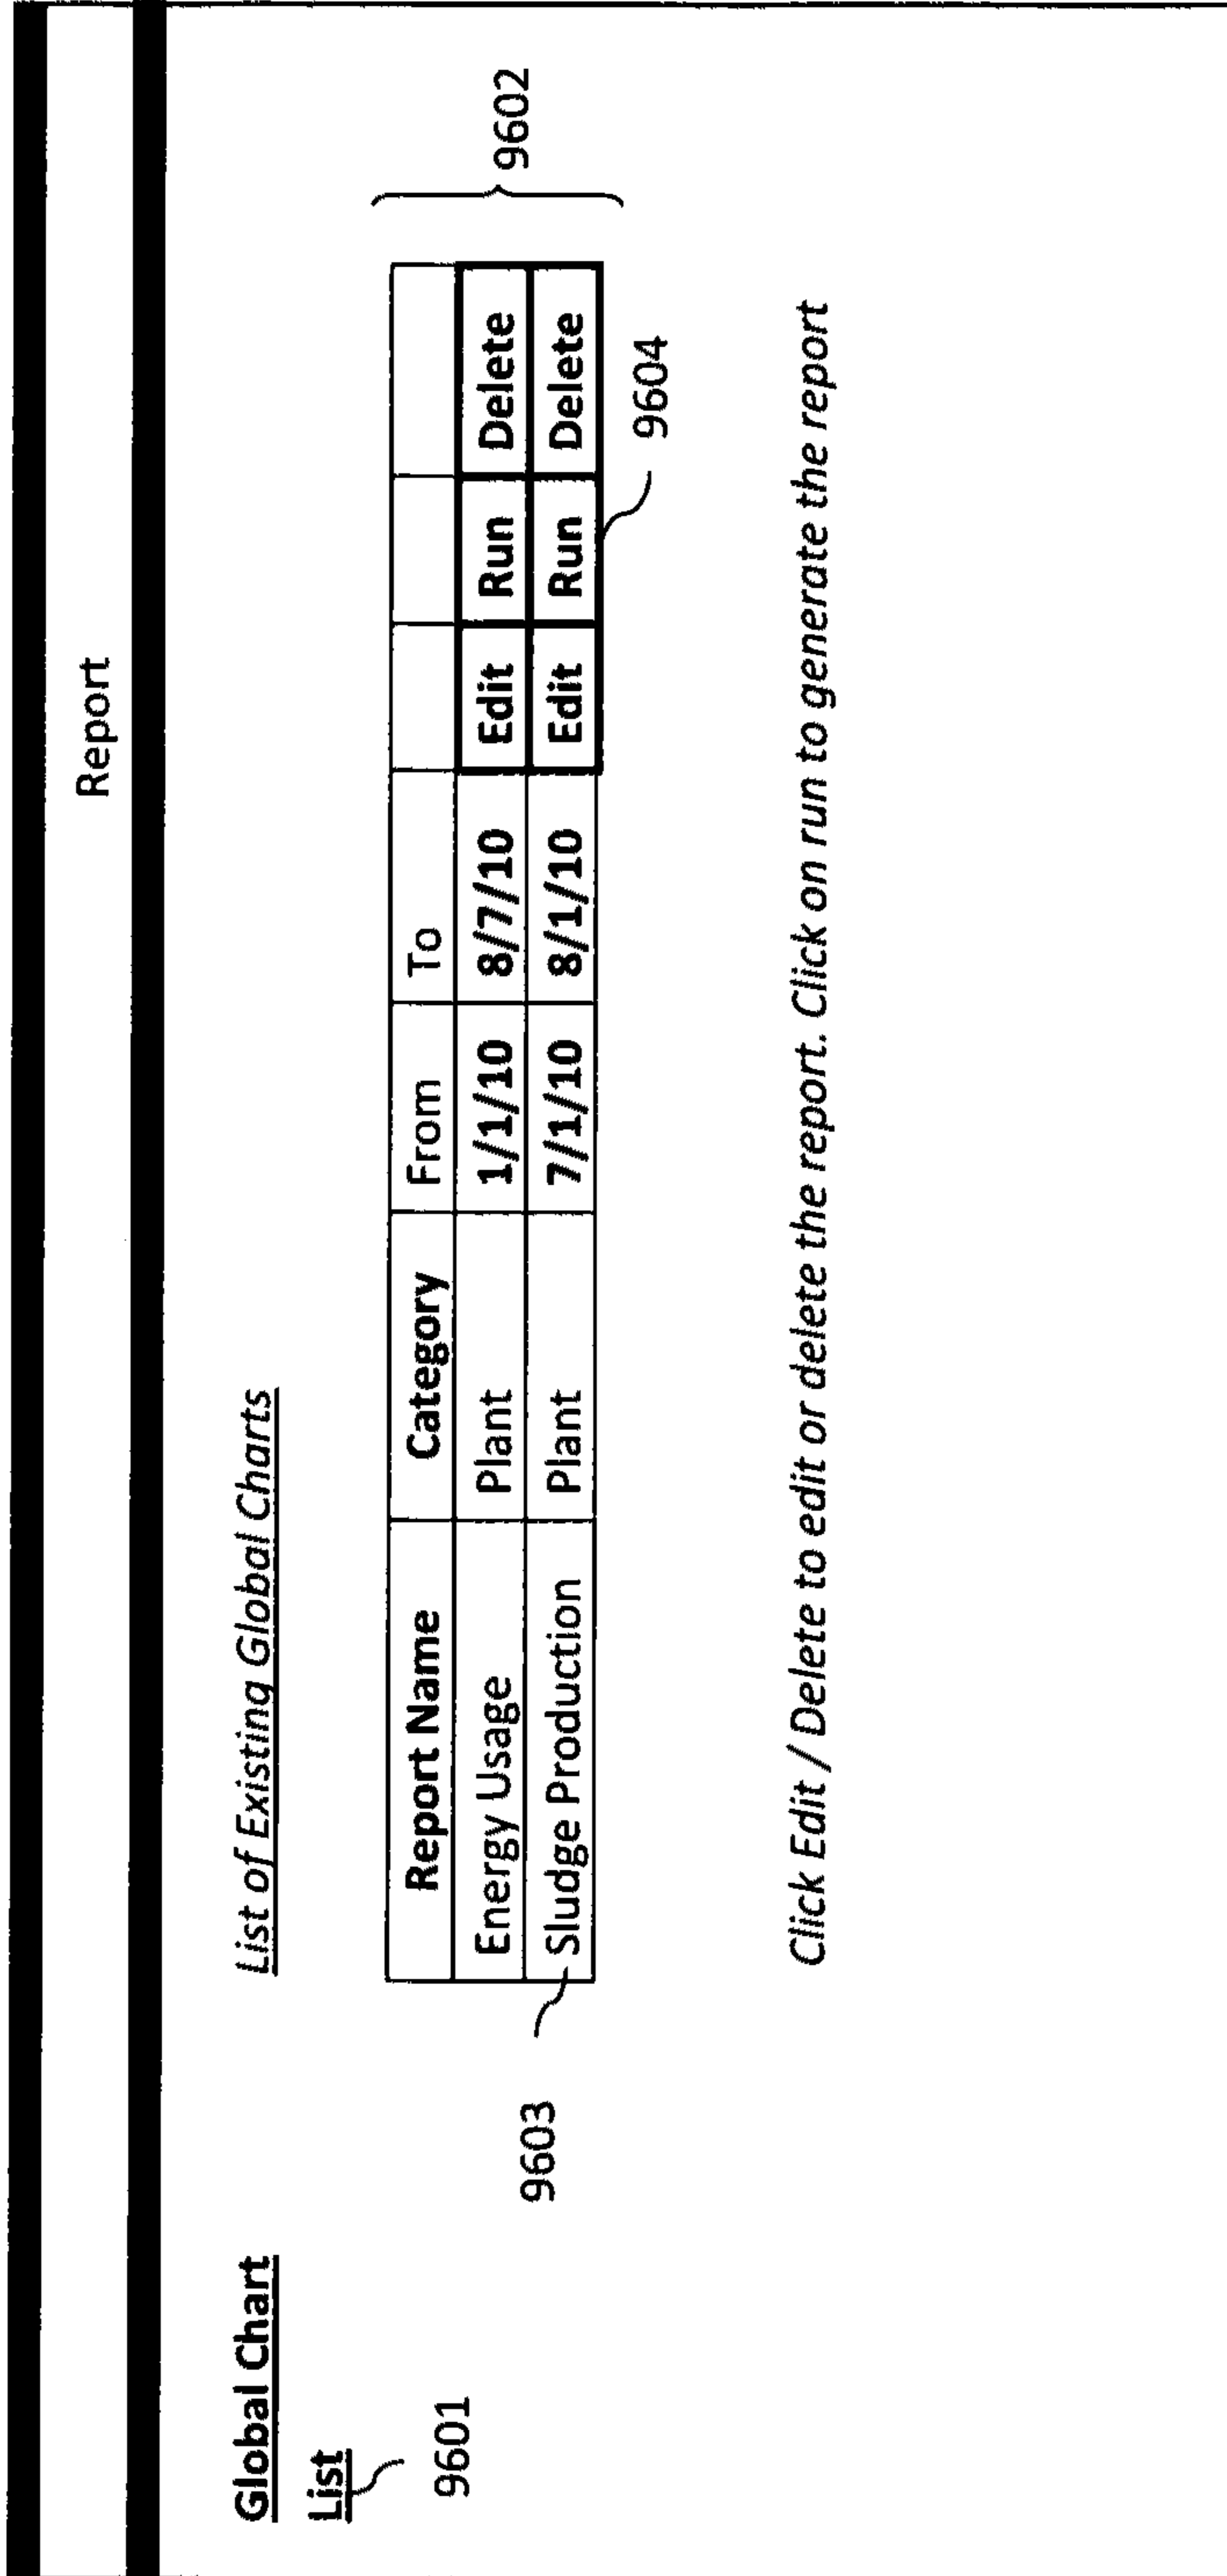 Report
Global Chart
List
9601
List of Existing Global Charts
Report Name Category From To
Energy Usage Plant 1/1/10 8/7/10 Edit Run Delete
Sludge Production Plant 7/1/10 8/1/10 Edit Run Delete
9602
9603
9604
Click Edit / Delete to edit or delete the report. Click on run to generate the report